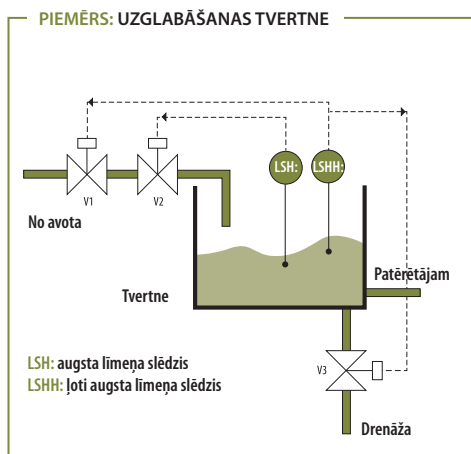 PIEMĒRS: UZGLABĀŠANAS TVERTNE
LSH:
LSHH:
V1
V2
No avota
Patērētājam
Tvertne
LSH: augsta līmeņa slēdzis
LSHH: ļoti augsta līmeņa slēdzis
V3
Drenāža